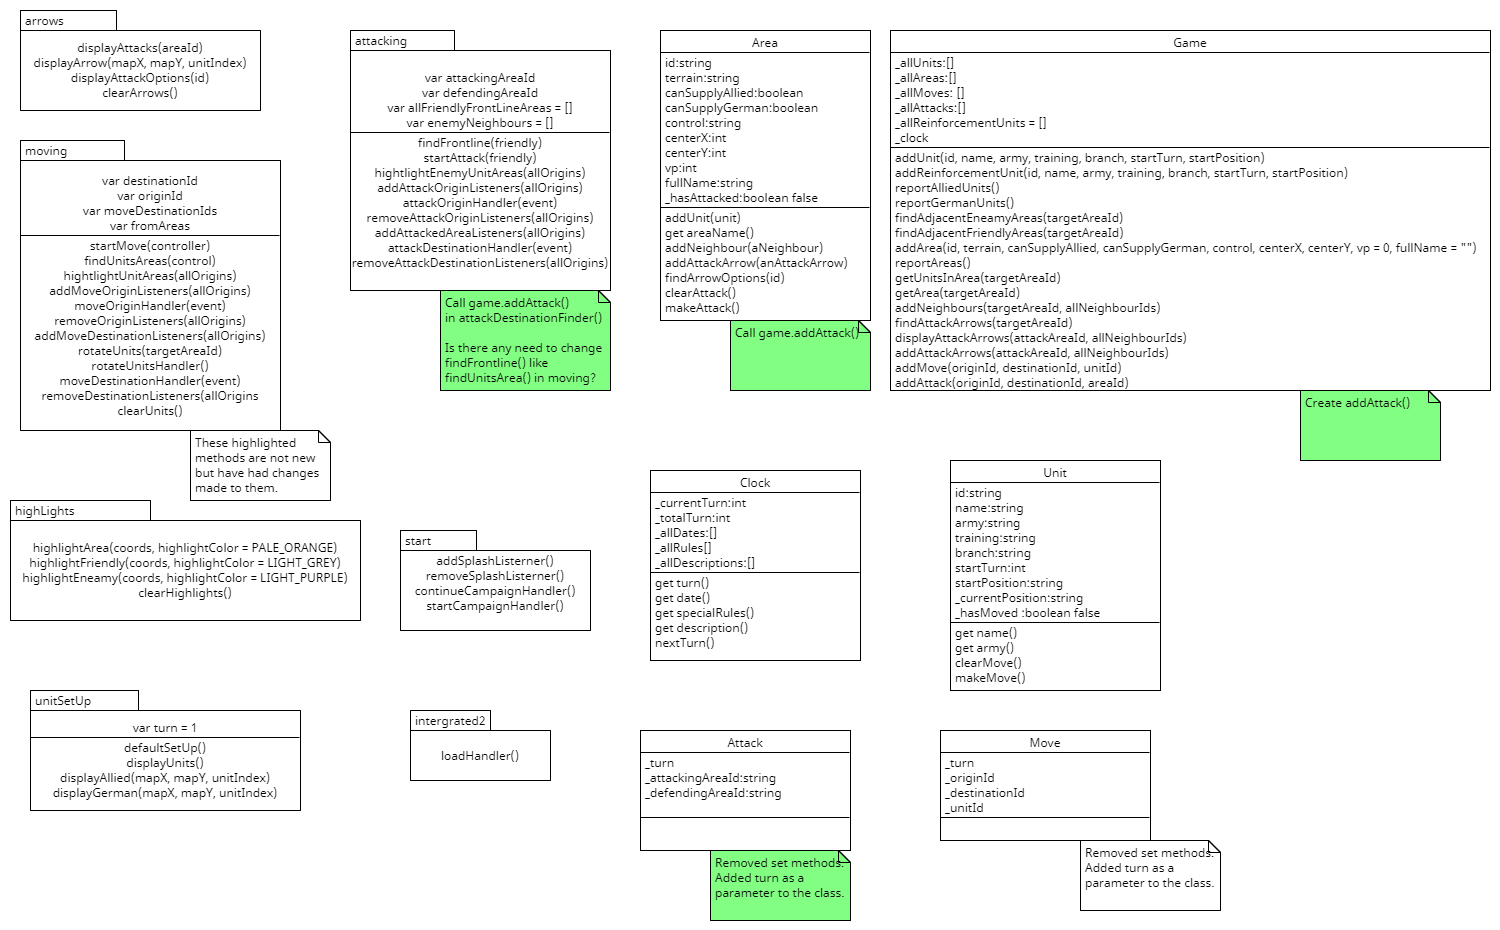 arrows
displayAttacks(areaId)
displayArrow(mapX, mapY, unitIndex)
displayAttackOptions(id)
clearArrows()
moving
var destinationId
var originId
var moveDestinationIds
var fromAreas
startMove(controller)
findUnitsAreas(control)
hightlightUnitAreas(allOrigins)
addMoveOriginListeners(allOrigins)
moveOriginHandler(event)
removeOriginListeners(allOrigins)
addMoveDestinationListeners(allOrigins)
rotateUnits(targetAreaId)
rotateUnitsHandler()
moveDestinationHandler(event)
removeDestinationListeners(allOrigins
clearUnits()
These highlighted
methods are not new
but have had changes
made to them.
highLights
highlightArea(coords, highlightColor = PALE_ORANGE)
highlightFriendly(coords, highlightColor = LIGHT_GREY)
highlightEneamy(coords, highlightColor = LIGHT_PURPLE)
clearHighlights()
unitSetUp
var turn = 1
defaultSetUp()
displayUnits()
displayAllied(mapX, mapY, unitIndex)
displayGerman(mapX, mapY, unitIndex)
attacking
var attackingAreaId
var defendingAreaId
var allFriendlyFrontLineAreas = []
var enemyNeighbours = []
findFrontline(friendly)
startAttack(friendly)
hightlightEnemyUnitAreas(allOrigins)
addAttackOriginListeners(allOrigins)
attackOriginHandler(event)
removeAttackOriginListeners(allOrigins)
addAttackedAreaListeners(allOrigins)
attackDestinationHandler(event)
removeAttackDestinationListeners(allOrigins)
Call game.addAttack()
in attackDestinationFinder()
Is there any need to change
findFrontline() like
findUnitsArea() in moving?
start
addSplashListerner()
removeSplashListerner()
continueCampaignHandler()
startCampaignHandler()
intergrated2
loadHandler()
Area
id:string
terrain:string
canSupplyAllied:boolean
canSupplyGerman:boolean
control:string
centerX:int
centerY:int
vp:int
fullName:string
_hasAttacked:boolean false
addUnit(unit)
get areaName()
addNeighbour(aNeighbour)
addAttackArrow(anAttackArrow)
findArrowOptions(id)
clearAttack()
makeAttack()
Call game.addAttack()
Game
_allUnits:[]
_allAreas:[]
_allMoves: []
_allAttacks:[]
_allReinforcementUnits = []
_clock
addUnit(id, name, army, training, branch, startTurn, startPosition)
addReinforcementUnit(id, name, army, training, branch, startTurn, startPosition)
reportAlliedUnits()
reportGermanUnits()
findAdjacentEneamyAreas(targetAreaId)
findAdjacentFriendlyAreas(targetAreaId)
addArea(id, terrain, canSupplyAllied, canSupplyGerman, control, centerX, centerY, vp = 0, fullName = "")
reportAreas()
getUnitsInArea(targetAreaId)
getArea(targetAreaId)
addNeighbours(targetAreaId, allNeighbourIds)
findAttackArrows(targetAreaId)
displayAttackArrows(attackAreaId, allNeighbourIds)
addAttackArrows(attackAreaId, allNeighbourIds)
addMove(originId, destinationId, unitId)
addAttack(originId, destinationId, areaId)
Create addAttack()
Clock
_currentTurn:int
_totalTurn:int
_allDates:[]
_allRules[]
_allDescriptions:[]
get turn()
get date()
get specialRules()
get description()
nextTurn()
Unit
id:string
name:string
army:string
training:string
branch:string
startTurn:int
startPosition:string
_currentPosition:string
_hasMoved :boolean false
get name()
get army()
clearMove()
makeMove()
Attack
_turn
_attackingAreaId:string
_defendingAreaId:string
Removed set methods.
Added turn as a
parameter to the class.
Move
_turn
_originId
_destinationId
_unitId
Removed set methods.
Added turn as a
parameter to the class.